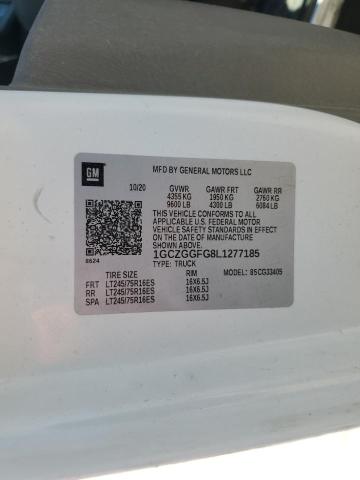 GM
MFD BY GENERAL MOTORS LLC
10/20 GVWR GAWR FRT GAWR RR
4355 KG 1950 KG 2760 KG
9600 LB 4300 LB 6084 LB
THIS VEHICLE CONFORMS TO ALL
APPLICABLE U.S. FEDERAL MOTOR
VEHICLE SAFETY STANDARDS IN EFFECT ON THE
DATE OF MANUFACTURE SHOWN ABOVE.
1GCZGGFG8L1277185
8624 TYPE: TRUCK
TIRE SIZE RIM MODEL: 85CG33405
FRT LT245/75R16ES 16X6.5J
RR LT245/75R16ES 16X6.5J
SPA LT245/75R16ES 16X6.5J